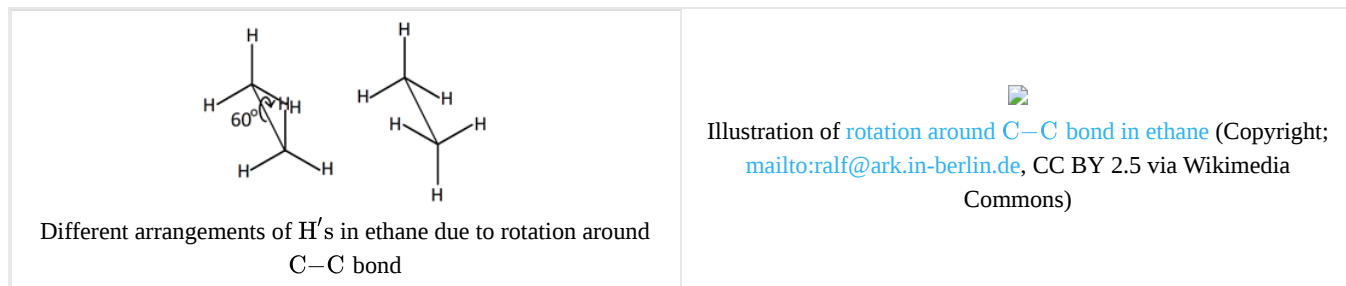 H H
H H H H H
60°
H H
H H H
Different arrangements of H′s in ethane due to rotation around
C−C bond
Illustration of rotation around C−C bond in ethane (Copyright;
mailto:ralf@ark.in-berlin.de, CC BY 2.5 via Wikimedia
Commons)